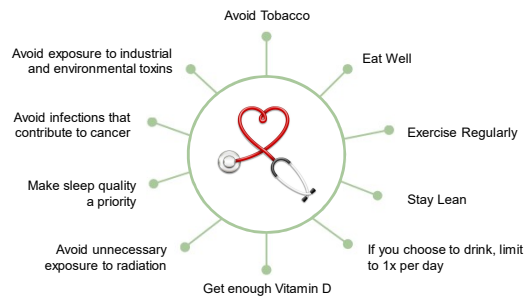 Avoid Tobacco
Eat Well
Exercise Regularly
Stay Lean
If you choose to drink, limit
to 1x per day
Get enough Vitamin D
Avoid unnecessary
exposure to radiation
Make sleep quality
a priority
Avoid infections that
contribute to cancer
Avoid exposure to industrial
and environmental toxins